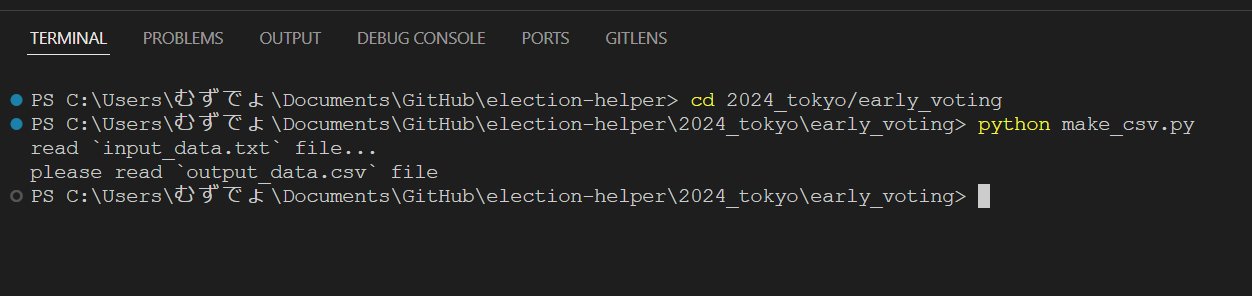 TERMINAL PROBLEMS OUTPUT DEBUG CONSOLE PORTS GITLENS
PS C:\Users\むずでょ\Documents\GitHub\election-helper> cd 2024_tokyo/early_voting
PS C:\Users\むずでょ\Documents\GitHub\election-helper\2024_tokyo\early_voting> python make_csv.py
read `input_data.txt` file...
please read `output_data.csv` file
PS C:\Users\むずでょ\Documents\GitHub\election-helper\2024_tokyo\early_voting>